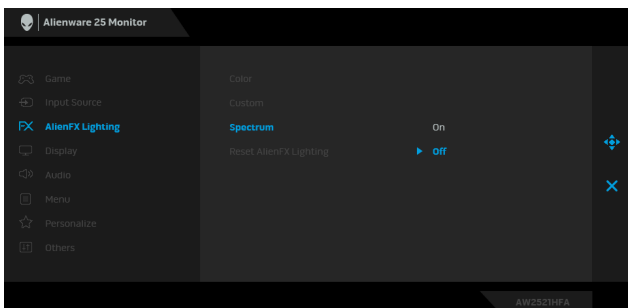 Alienware 25 Monitor
Game
Color
Input Source
Custom
FX AlienFX Lighting
Spectrum
On
Display
Reset AlienFX Lighting
Off
Audio
Menu
Personalize
Others
AW2521HFA